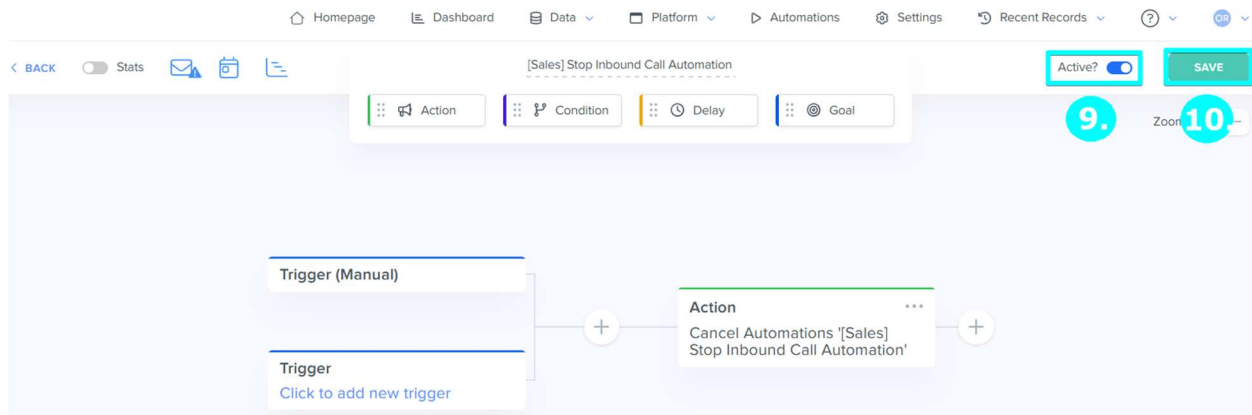 Homepage Dashboard Data Platform Automations Settings Recent Records ? OR
< BACK Stats [Sales] Stop Inbound Call Automation Active? SAVE
Action Condition Delay Goal
9. 10.
Trigger (Manual)
Action
Cancel Automations '[Sales]
Stop Inbound Call Automation'
Trigger
Click to add new trigger